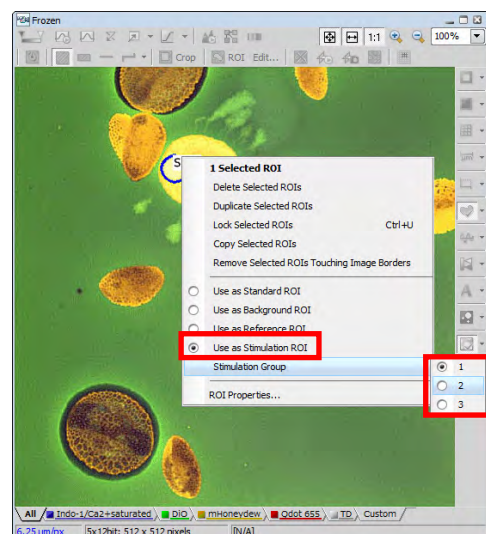 Frozen
1:1
100%
Crop
ROI
Edit...
S
1 Selected ROI
Delete Selected ROIs
Duplicate Selected ROIs
Lock Selected ROIs Ctrl+U
Copy Selected ROIs
Remove Selected ROIs Touching Image Borders
Use as Standard ROI
Use as Background ROI
Use as Reference ROI
Use as Stimulation ROI
Stimulation Group
1
2
3
ROI Properties...
All Indo-1/Ca2+saturated DiO mHoneydew Qdot 655 TD Custom
6.25 um/px 5x12bit: 512 x 512 pixels [N/A]